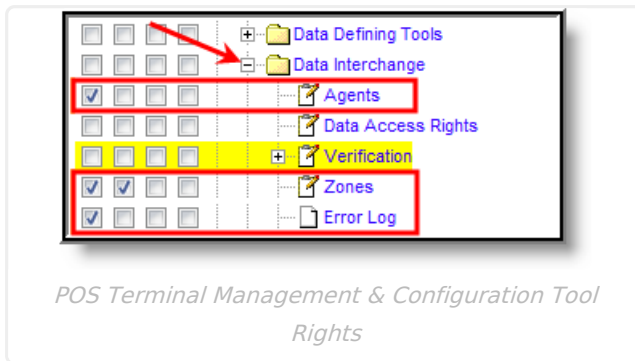 Data Defining Tools
Data Interchange
Agents
Data Access Rights
Verification
Zones
Error Log
POS Terminal Management & Configuration Tool
Rights